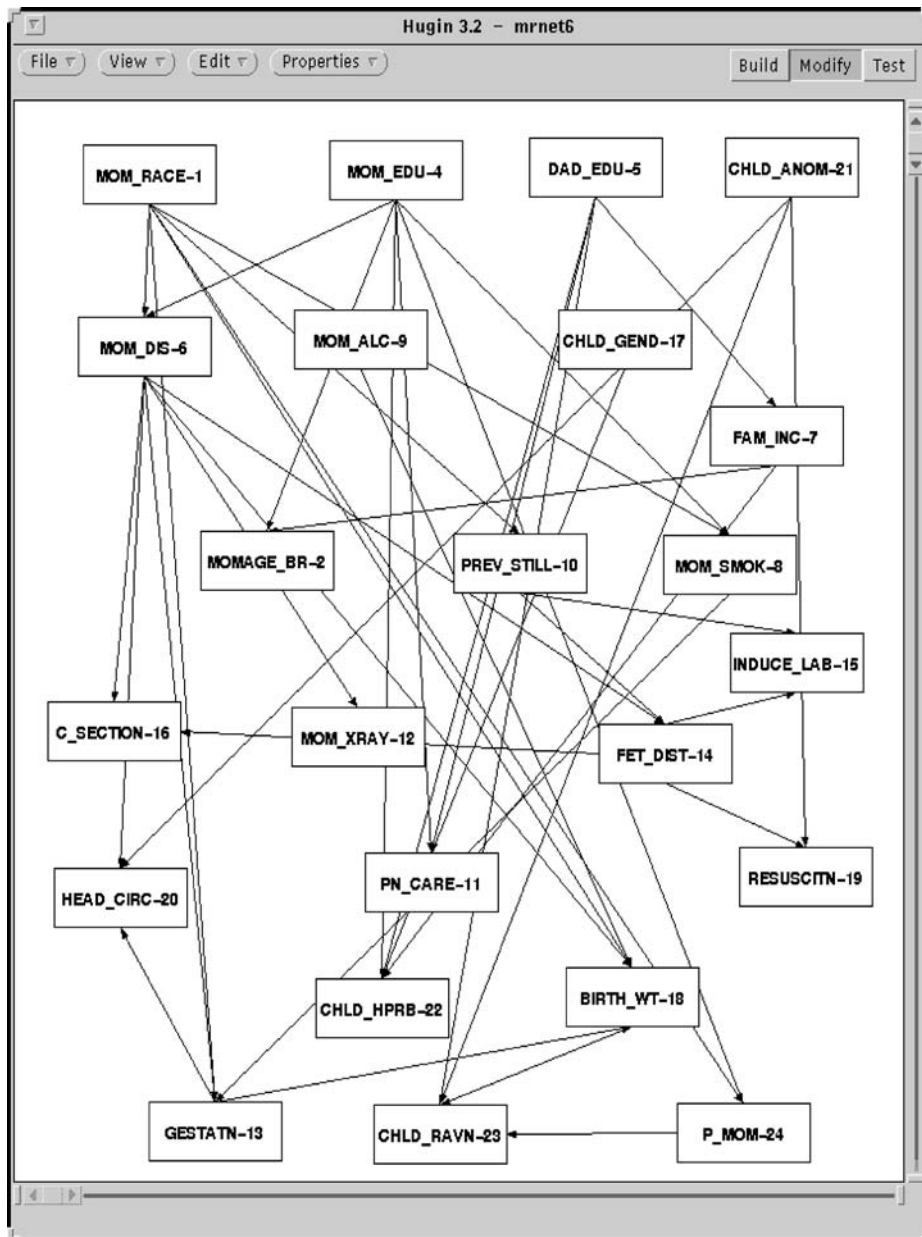 Hugin 3.2 – mrnet6
File View Edit Properties
Build Modify Test
MOM_RACE–1
MOM_EDU–4
DAD_EDU–5
CHLD_ANOM–21
MOM_DIS–6
MOM_ALC–9
CHLD_GEND–17
FAM_INC–7
MOMAGE_BR–2
PREV_STILL–10
MOM_SMOK–8
INDUCE_LAB–15
C_SECTION–16
MOM_XRAY–12
FET_DIST–14
HEAD_CIRC–20
PN_CARE–11
RESUSCITN–19
CHLD_HPRB–22
BIRTH_WT–18
GESTATN–13
CHLD_RAVN–23
P_MOM–24